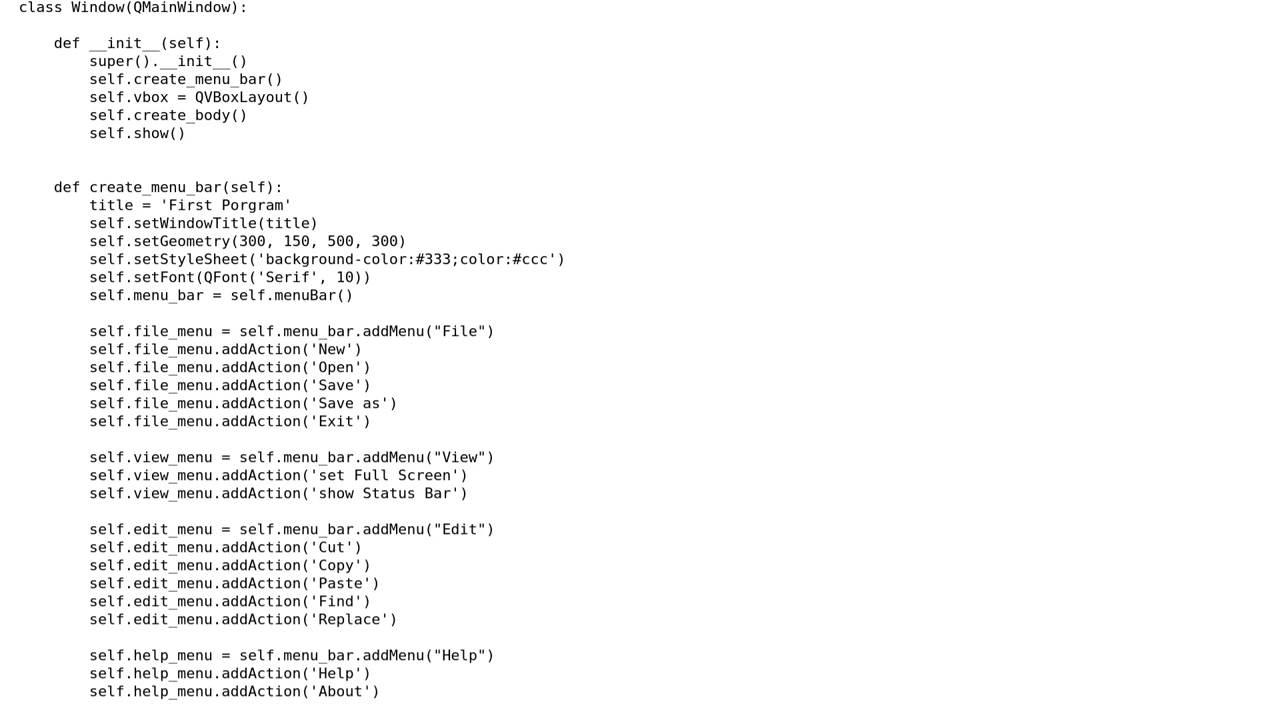 class Window(QMainWindow):
def __init__(self):
super().__init__()
self.create_menu_bar()
self.vbox = QVBoxLayout()
self.create_body()
self.show()
def create_menu_bar(self):
title = 'First Porgram'
self.setWindowTitle(title)
self.setGeometry(300, 150, 500, 300)
self.setStyleSheet('background-color:#333;color:#ccc')
self.setFont(QFont('Serif', 10))
self.menu_bar = self.menuBar()
self.file_menu = self.menu_bar.addMenu("File")
self.file_menu.addAction('New')
self.file_menu.addAction('Open')
self.file_menu.addAction('Save')
self.file_menu.addAction('Save as')
self.file_menu.addAction('Exit')
self.view_menu = self.menu_bar.addMenu("View")
self.view_menu.addAction('set Full Screen')
self.view_menu.addAction('show Status Bar')
self.edit_menu = self.menu_bar.addMenu("Edit")
self.edit_menu.addAction('Cut')
self.edit_menu.addAction('Copy')
self.edit_menu.addAction('Paste')
self.edit_menu.addAction('Find')
self.edit_menu.addAction('Replace')
self.help_menu = self.menu_bar.addMenu("Help")
self.help_menu.addAction('Help')
self.help_menu.addAction('About')